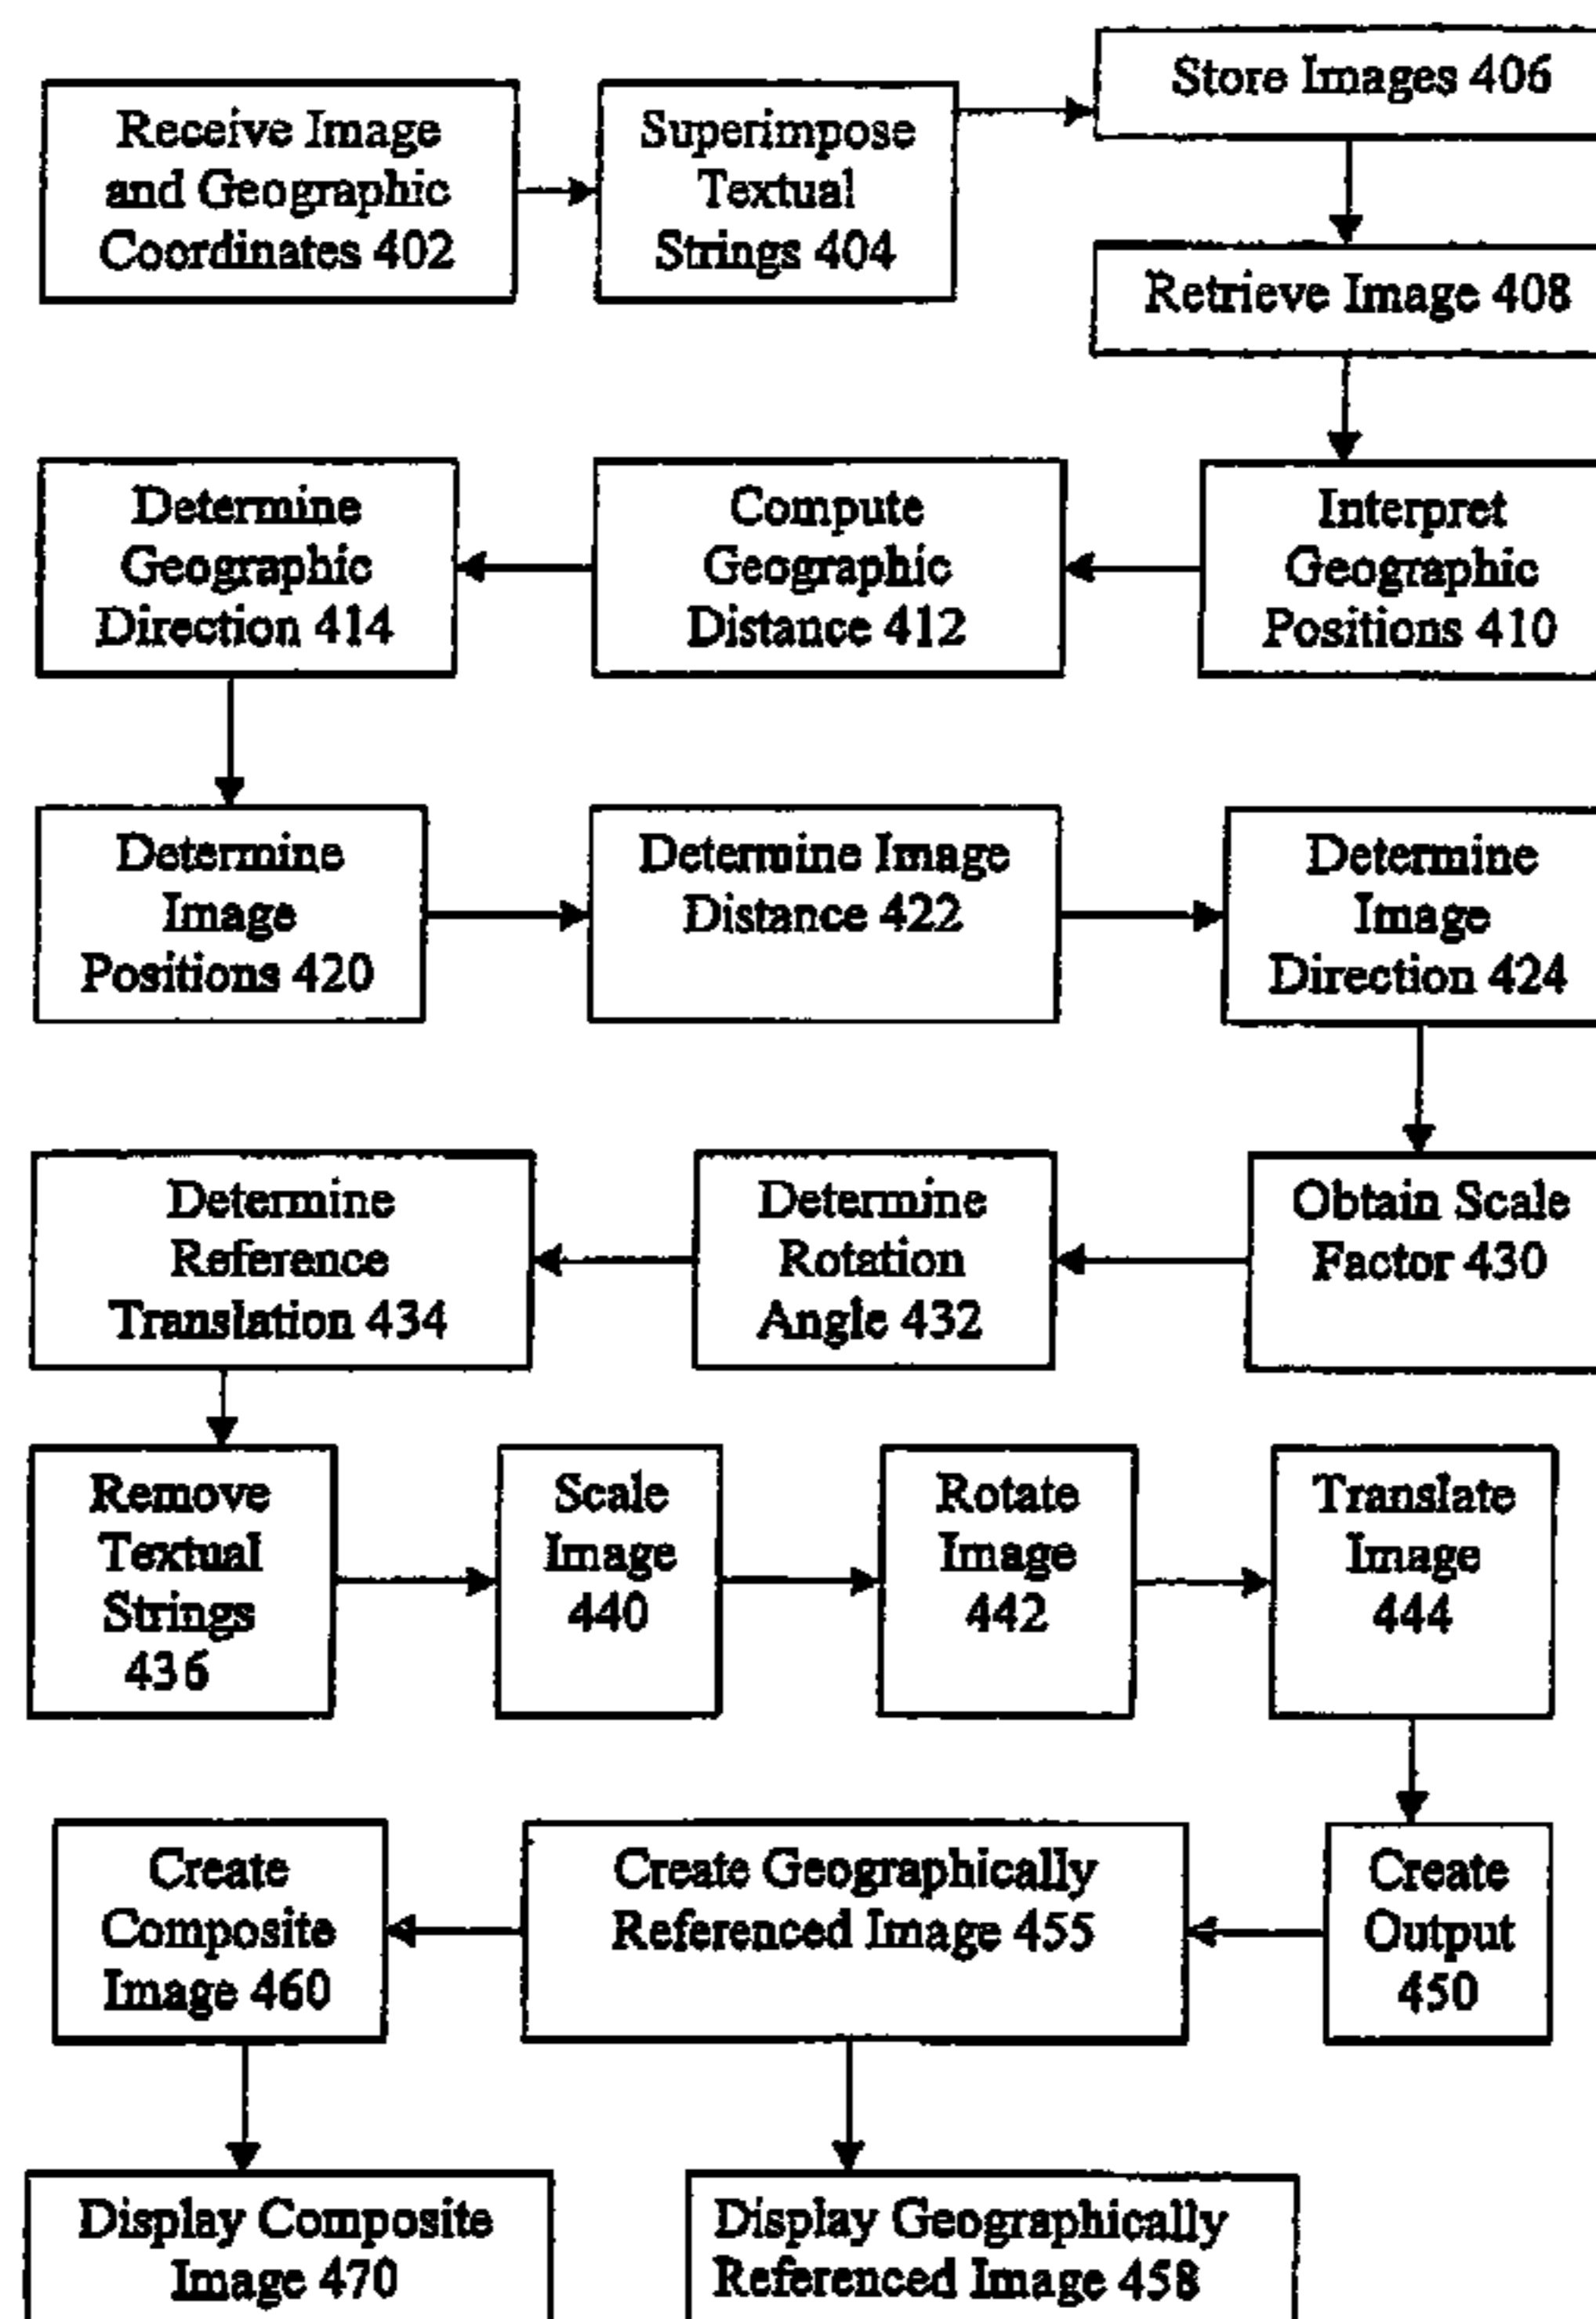 Receive Image
and Geographic
Coordinates 402
Superimpose
Textual
Strings 404
Store Images 406
Retrieve Image 408
Determine
Geographic
Direction 414
Compute
Geographic
Distance 412
Interpret
Geographic
Positions 410
Determine
Image
Positions 420
Determine Image
Distance 422
Determine
Image
Direction 424
Determine
Reference
Translation 434
Determine
Rotation
Angle 432
Obtain Scale
Factor 430
Remove
Textual
Strings
436
Scale
Image
440
Rotate
Image
442
Translate
Image
444
Create
Composite
Image 460
Create Geographically
Referenced Image 455
Create
Output
450
Display Composite
Image 470
Display Geographically
Referenced Image 458